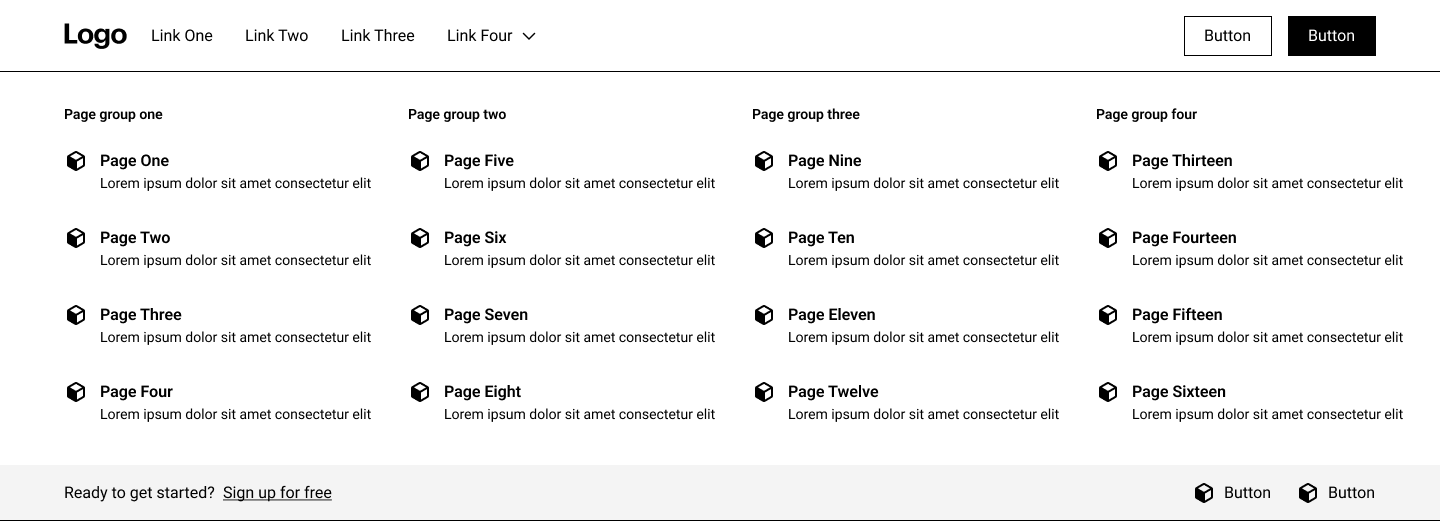 Logo
Link One
Link Two
Link Three
Link Four
Button
Button
Page group one
Page One
Lorem ipsum dolor sit amet consectetur elit
Page Two
Lorem ipsum dolor sit amet consectetur elit
Page Three
Lorem ipsum dolor sit amet consectetur elit
Page Four
Lorem ipsum dolor sit amet consectetur elit
Page group two
Page Five
Lorem ipsum dolor sit amet consectetur elit
Page Six
Lorem ipsum dolor sit amet consectetur elit
Page Seven
Lorem ipsum dolor sit amet consectetur elit
Page Eight
Lorem ipsum dolor sit amet consectetur elit
Page group three
Page Nine
Lorem ipsum dolor sit amet consectetur elit
Page Ten
Lorem ipsum dolor sit amet consectetur elit
Page Eleven
Lorem ipsum dolor sit amet consectetur elit
Page Twelve
Lorem ipsum dolor sit amet consectetur elit
Page group four
Page Thirteen
Lorem ipsum dolor sit amet consectetur elit
Page Fourteen
Lorem ipsum dolor sit amet consectetur elit
Page Fifteen
Lorem ipsum dolor sit amet consectetur elit
Page Sixteen
Lorem ipsum dolor sit amet consectetur elit
Ready to get started? Sign up for free
Button
Button